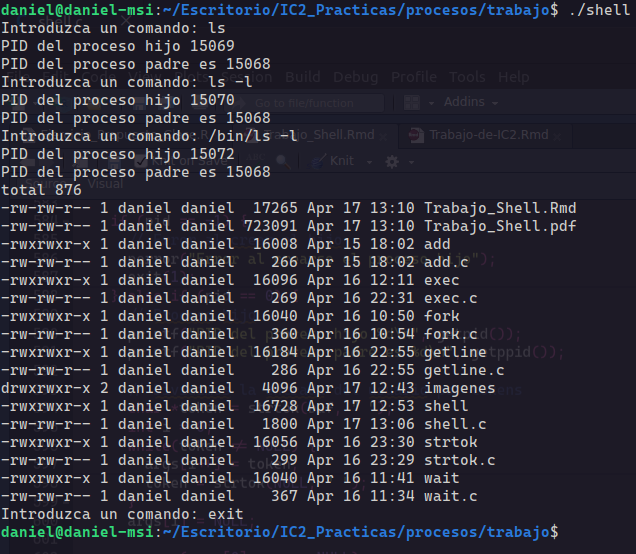 daniel@daniel-msi:~/Escritorio/IC2_Practicas/procesos/trabajo$ ./shell
Introduzca un comando: ls
PID del proceso hijo 15069
PID del proceso padre es 15068
Introduzca un comando: ls -l
PID del proceso hijo 15070
PID del proceso padre es 15068
Introduzca un comando: /bin/ls -l
PID del proceso hijo 15072
PID del proceso padre es 15068
total 876
-rw-rw-r-- 1 daniel daniel  17265 Apr 17 13:10 Trabajo_Shell.Rmd
-rw-rw-r-- 1 daniel daniel 723091 Apr 17 13:10 Trabajo_Shell.pdf
-rwxrwxr-x 1 daniel daniel  16008 Apr 15 18:02 add
-rw-rw-r-- 1 daniel daniel    266 Apr 15 18:02 add.c
-rwxrwxr-x 1 daniel daniel  16096 Apr 16 12:11 exec
-rw-rw-r-- 1 daniel daniel    269 Apr 16 22:31 exec.c
-rwxrwxr-x 1 daniel daniel  16040 Apr 16 10:50 fork
-rw-rw-r-- 1 daniel daniel    360 Apr 16 10:54 fork.c
-rwxrwxr-x 1 daniel daniel  16184 Apr 16 22:55 getline
-rw-rw-r-- 1 daniel daniel    286 Apr 16 22:55 getline.c
drwxrwxr-x 2 daniel daniel   4096 Apr 17 12:43 imagenes
-rwxrwxr-x 1 daniel daniel  16728 Apr 17 12:53 shell
-rw-rw-r-- 1 daniel daniel   1800 Apr 17 13:06 shell.c
-rwxrwxr-x 1 daniel daniel  16056 Apr 16 23:30 strtok
-rw-rw-r-- 1 daniel daniel    299 Apr 16 23:29 strtok.c
-rwxrwxr-x 1 daniel daniel  16040 Apr 16 11:41 wait
-rw-rw-r-- 1 daniel daniel    367 Apr 16 11:34 wait.c
Introduzca un comando: exit
daniel@daniel-msi:~/Escritorio/IC2_Practicas/procesos/trabajo$